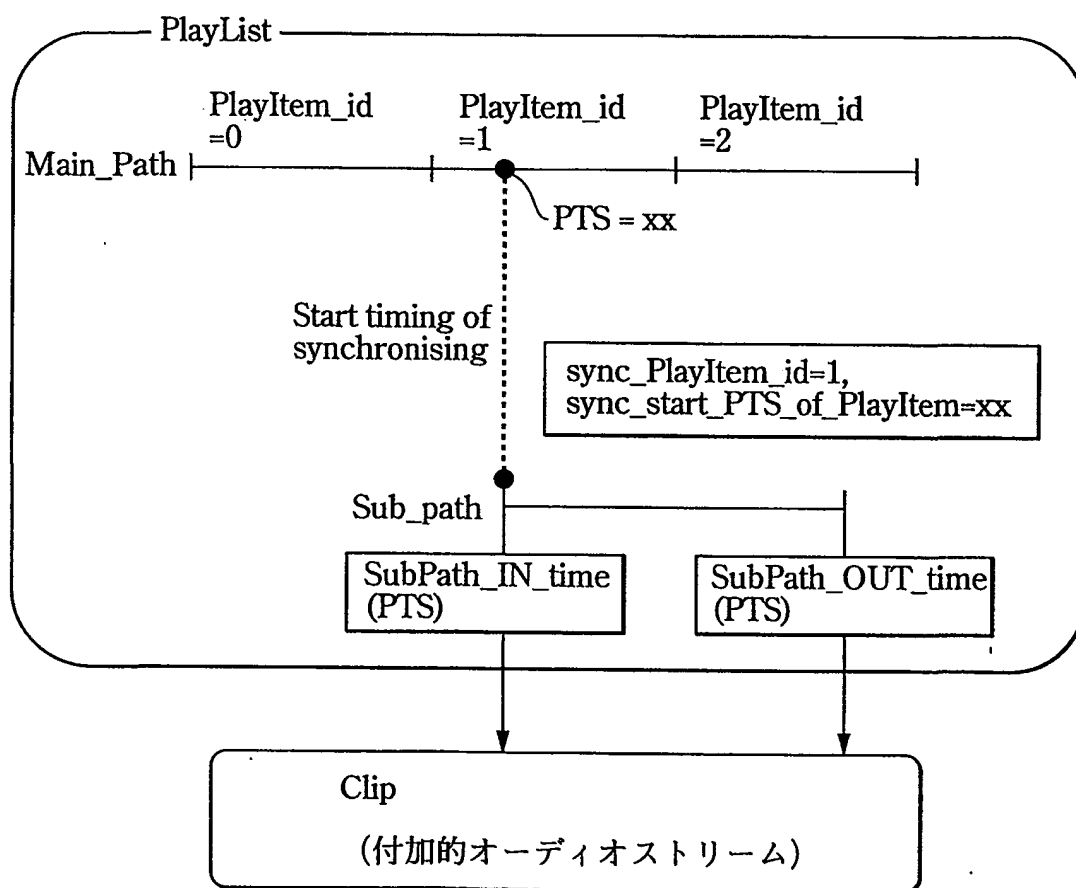 PlayList
PlayItem_id
=0
PlayItem_id
=1
PlayItem_id
=2
Main_Path
PTS = xx
Start timing of
synchronising
sync_PlayItem_id=1,
sync_start_PTS_of_PlayItem=xx
Sub_path
SubPath_IN_time
(PTS)
SubPath_OUT_time
(PTS)
Clip
(付加的オーディオストリーム)